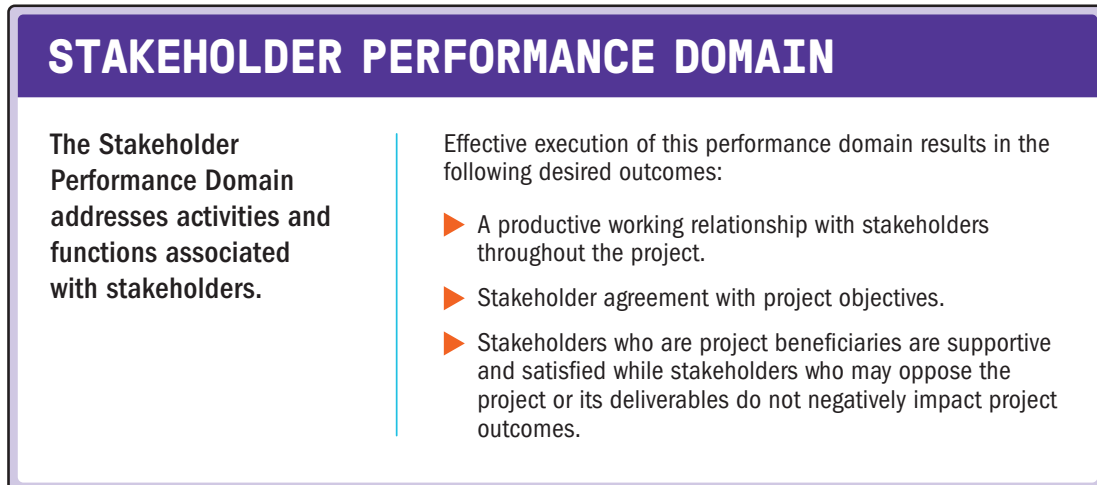 STAKEHOLDER PERFORMANCE DOMAIN
The Stakeholder
Performance Domain
addresses activities and
functions associated
with stakeholders.
Effective execution of this performance domain results in the
following desired outcomes:
A productive working relationship with stakeholders
throughout the project.
Stakeholder agreement with project objectives.
Stakeholders who are project beneficiaries are supportive
and satisfied while stakeholders who may oppose the
project or its deliverables do not negatively impact project
outcomes.